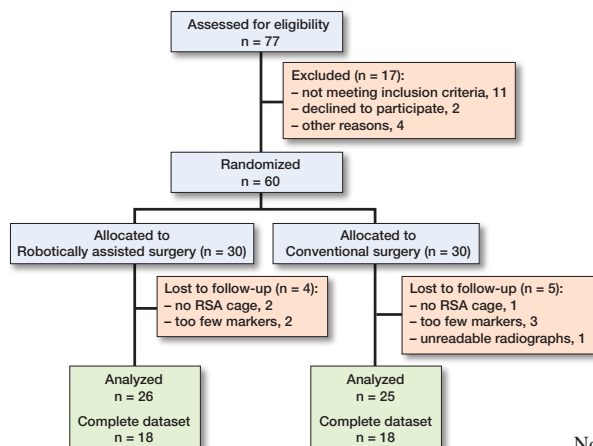 Assessed for eligibility
n = 77
Excluded (n = 17):
– not meeting inclusion criteria, 11
– declined to participate, 2
– other reasons, 4
Randomized
n = 60
Allocated to
Robotically assisted surgery (n = 30)
Allocated to
Conventional surgery (n = 30)
Lost to follow-up (n = 4):
– no RSA cage, 2
– too few markers, 2
Lost to follow-up (n = 5):
– no RSA cage, 1
– too few markers, 3
– unreadable radiographs, 1
Analyzed
n = 26
Complete dataset
n = 18
Analyzed
n = 25
Complete dataset
n = 18